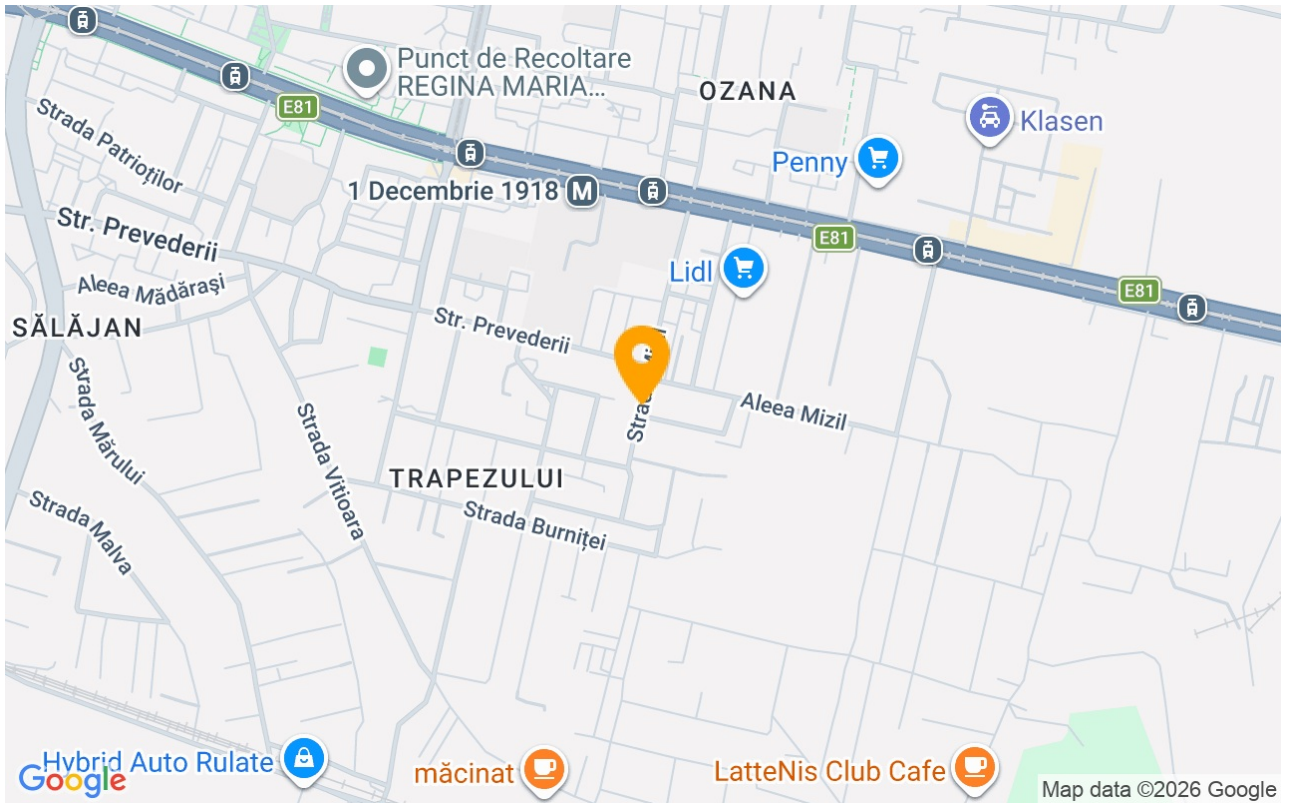 Punct de Recoltare
REGINA MARIA...
OZANA
E81
Klasen
Strada Patrioților
Penny
1 Decembrie 1918 M
Str. Prevederii
E81
Lidl
Aleea Mădărași
E81
SĂLĂJAN
Str. Prevederii
Strada Mărului
Aleea Mizil
Strada Vitioara
TRAPEZULUI
Strada Malva
Strada Burniței
Hybrid Auto Rulate
măcinat
LatteNis Club Cafe
Google
Map data ©2026 Google